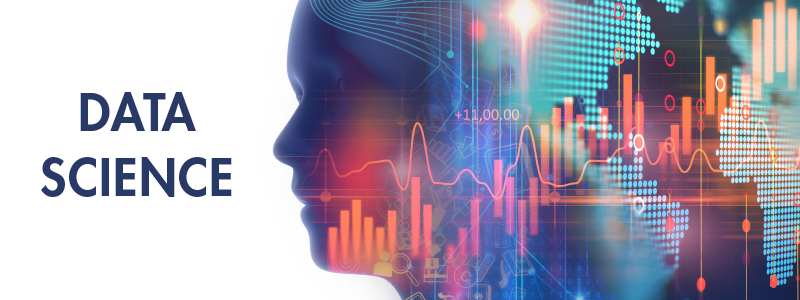 DATA
SCIENCE
+11,00.00